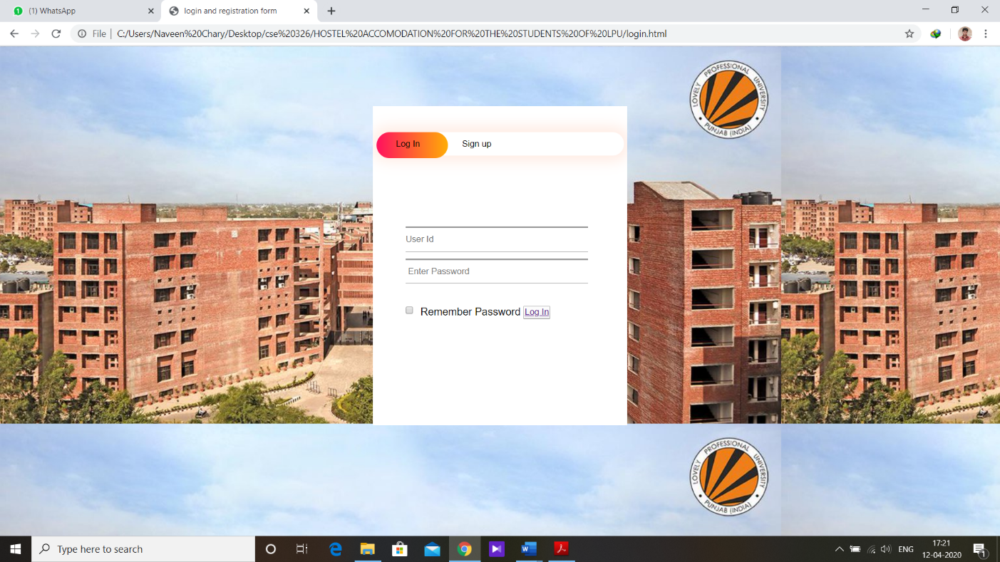 (1) WhatsApp
login and registration form
File | C:/Users/Naveen%20Chary/Desktop/cse%20326/HOSTEL%20ACCOMODATION%20FOR%20THE%20STUDENTS%20OF%20LPU/login.html
LOVELY PROFESSIONAL UNIVERSITY
PUNJAB (INDIA)
Log In
Sign up
User Id
Enter Password
Remember Password Log In
LOVELY PROFESSIONAL UNIVERSITY
PUNJAB (INDIA)
Type here to search
ENG
17:21
12-04-2020
1